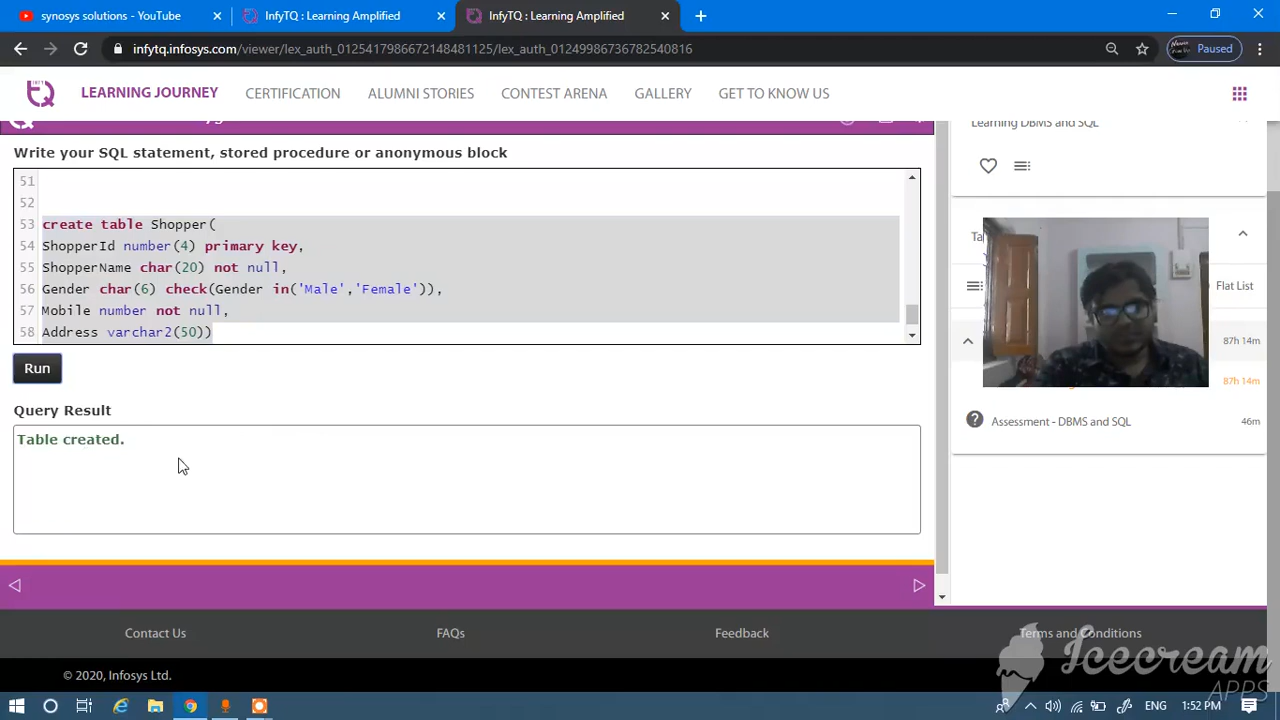 synosys solutions - YouTube
InfyTQ : Learning Amplified
InfyTQ : Learning Amplified
infytq.infosys.com/viewer/lex_auth_012541798667214848​1125/lex_auth_01249986736782540816
Paused
LEARNING JOURNEY
CERTIFICATION
ALUMNI STORIES
CONTEST ARENA
GALLERY
GET TO KNOW US
Learning DBMS and SQL
Write your SQL statement, stored procedure or anonymous block
51
52
53 create table Shopper(
54 ShopperId number(4) primary key,
55 ShopperName char(20) not null,
56 Gender char(6) check(Gender in('Male','Female')),
57 Mobile number not null,
58 Address varchar2(50))
Run
Query Result
Table created.
Flat List
87h 14m
87h 14m
Assessment - DBMS and SQL
46m
Contact Us
FAQs
Feedback
Terms and Conditions
© 2020, Infosys Ltd.
Icecream
APPS
ENG
1:52 PM